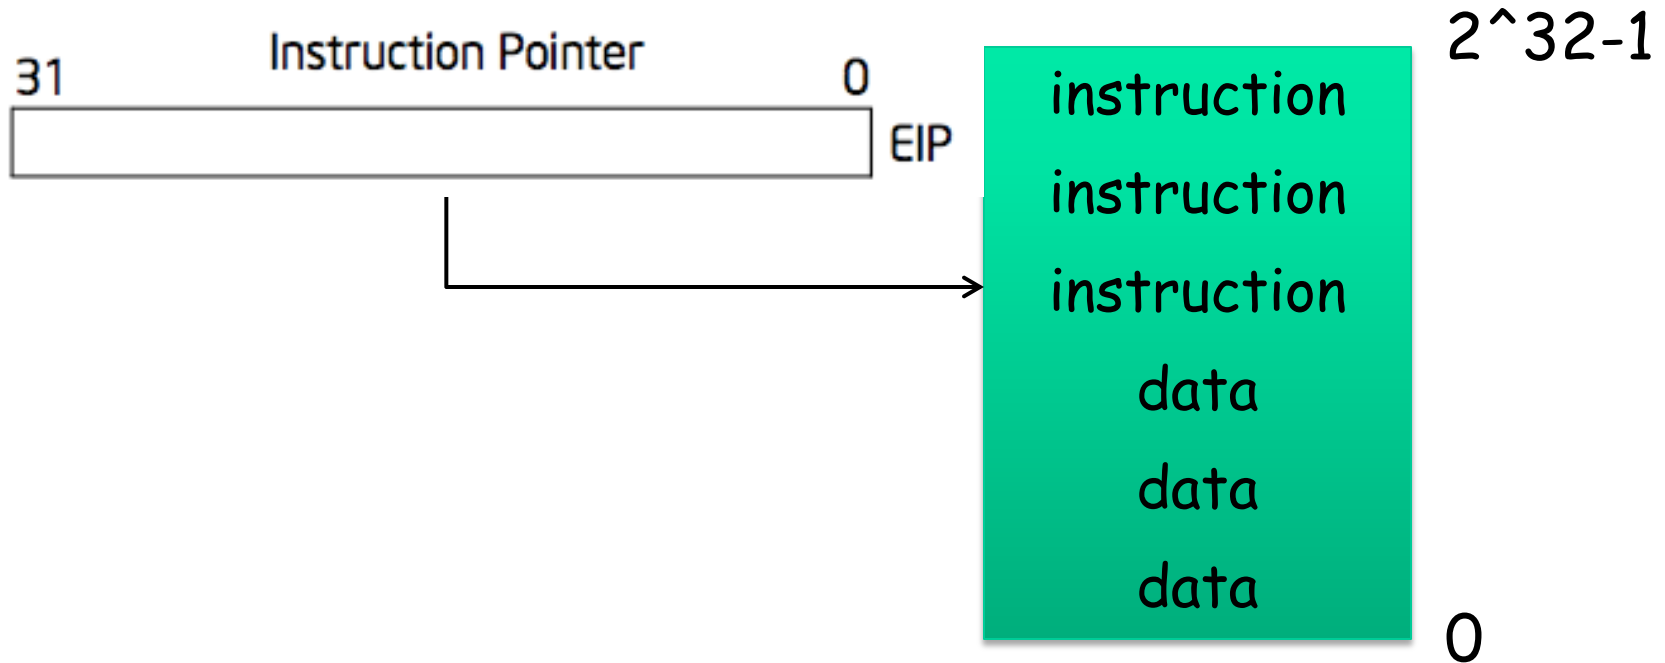 Instruction Pointer
31 0
EIP
2^32-1
instruction
instruction
instruction
data
data
data
0